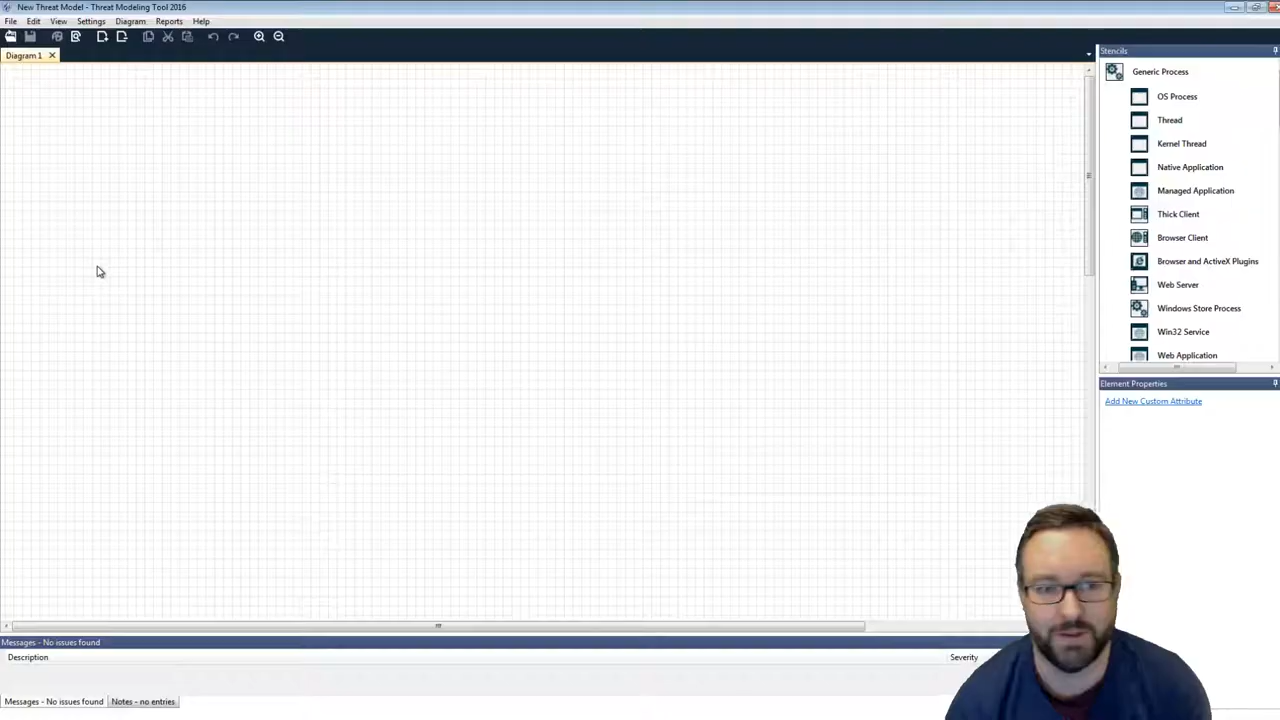 New Threat Model - Threat Modeling Tool 2016
File Edit View Settings Diagram Reports Help
Diagram 1
Stencils
Generic Process
OS Process
Thread
Kernel Thread
Native Application
Managed Application
Thick Client
Browser Client
Browser and ActiveX Plugins
Web Server
Windows Store Process
Win32 Service
Web Application
Element Properties
Add New Custom Attribute
Messages - No issues found
Description Severity
Messages - No issues found Notes - no entries